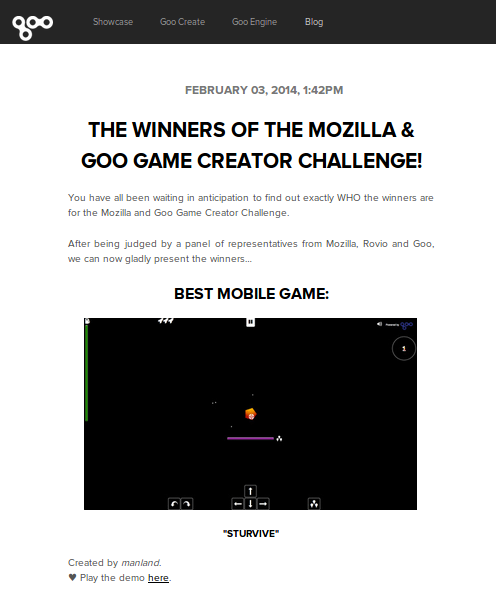 goo
Showcase Goo Create Goo Engine Blog
FEBRUARY 03, 2014, 1:42PM
THE WINNERS OF THE MOZILLA &
GOO GAME CREATOR CHALLENGE!
You have all been waiting in anticipation to find out exactly WHO the winners are
for the Mozilla and Goo Game Creator Challenge.
After being judged by a panel of representatives from Mozilla, Rovio and Goo,
we can now gladly present the winners...
BEST MOBILE GAME:
goo
1
"STURVIVE"
Created by manland.
♥ Play the demo here.